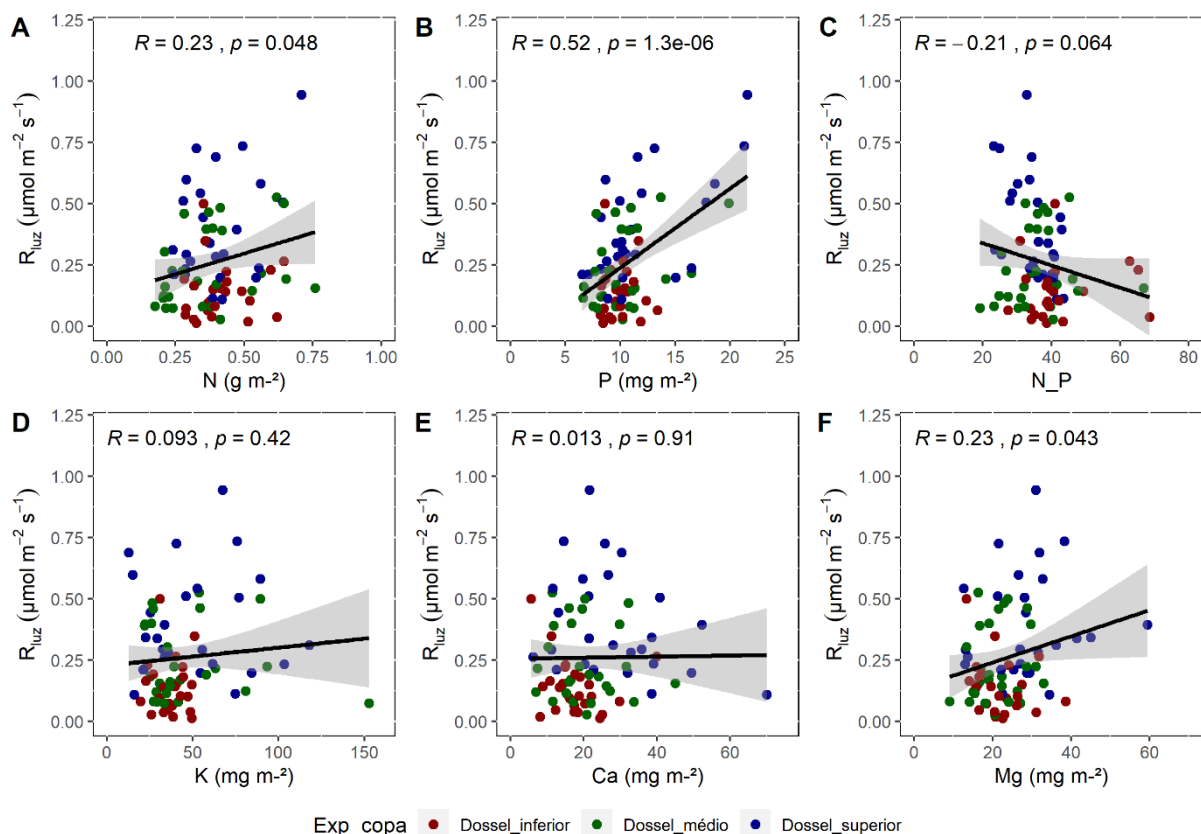 A
R = 0.23 , p = 0.048
1.25
1.00
0.75
0.50
0.25
0.00
Rluz (μmol m−2 s−1)
0.00 0.25 0.50 0.75 1.00
N (g m-²)
B
R = 0.52 , p = 1.3e-06
1.25
1.00
0.75
0.50
0.25
0.00
Rluz (μmol m−2 s−1)
0 5 10 15 20 25
P (mg m-²)
C
R = −0.21 , p = 0.064
1.25
1.00
0.75
0.50
0.25
0.00
Rluz (μmol m−2 s−1)
0 20 40 60 80
N_P
D
R = 0.093 , p = 0.42
1.25
1.00
0.75
0.50
0.25
0.00
Rluz (μmol m−2 s−1)
0 50 100 150
K (mg m-²)
E
R = 0.013 , p = 0.91
1.25
1.00
0.75
0.50
0.25
0.00
Rluz (μmol m−2 s−1)
0 20 40 60
Ca (mg m-²)
F
R = 0.23 , p = 0.043
1.25
1.00
0.75
0.50
0.25
0.00
Rluz (μmol m−2 s−1)
0 20 40 60
Mg (mg m-²)
Exp copa Dossel_inferior Dossel_médio Dossel_superior